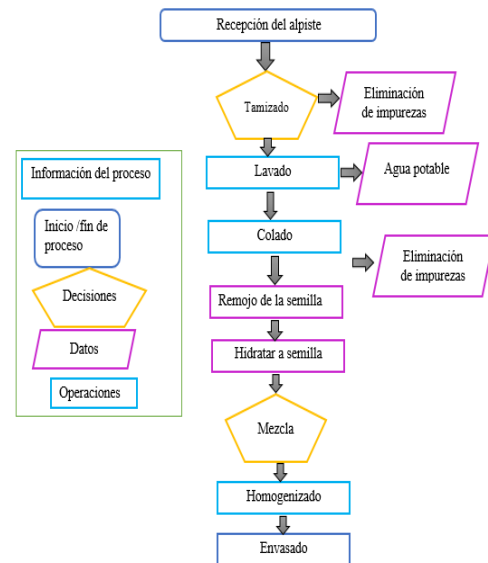 Recepción del alpiste
Tamizado
Eliminación
de impurezas
Lavado
Agua potable
Colado
Eliminación
de impurezas
Remojo de la semilla
Hidratar a semilla
Mezcla
Homogenizado
Envasado
Información del proceso
Inicio /fin de
proceso
Decisiones
Datos
Operaciones